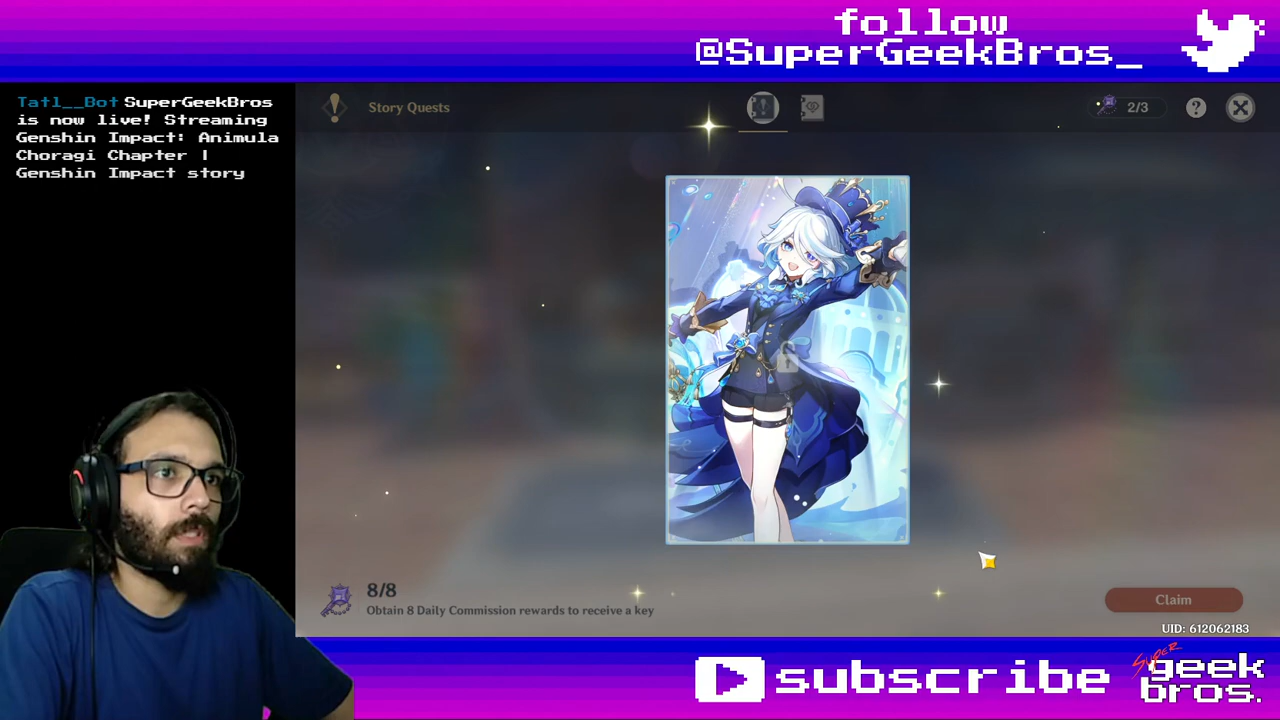 follow
@SuperGeekBros_
Tatl__Bot SuperGeekBros
is now live! Streaming
Genshin Impact: Animula
Choragi Chapter |
Genshin Impact story
Story Quests
2/3
?
8/8
Obtain 8 Daily Commission rewards to receive a key
Claim
UID: 612062183
subscribe
SUPER
geek
bros.